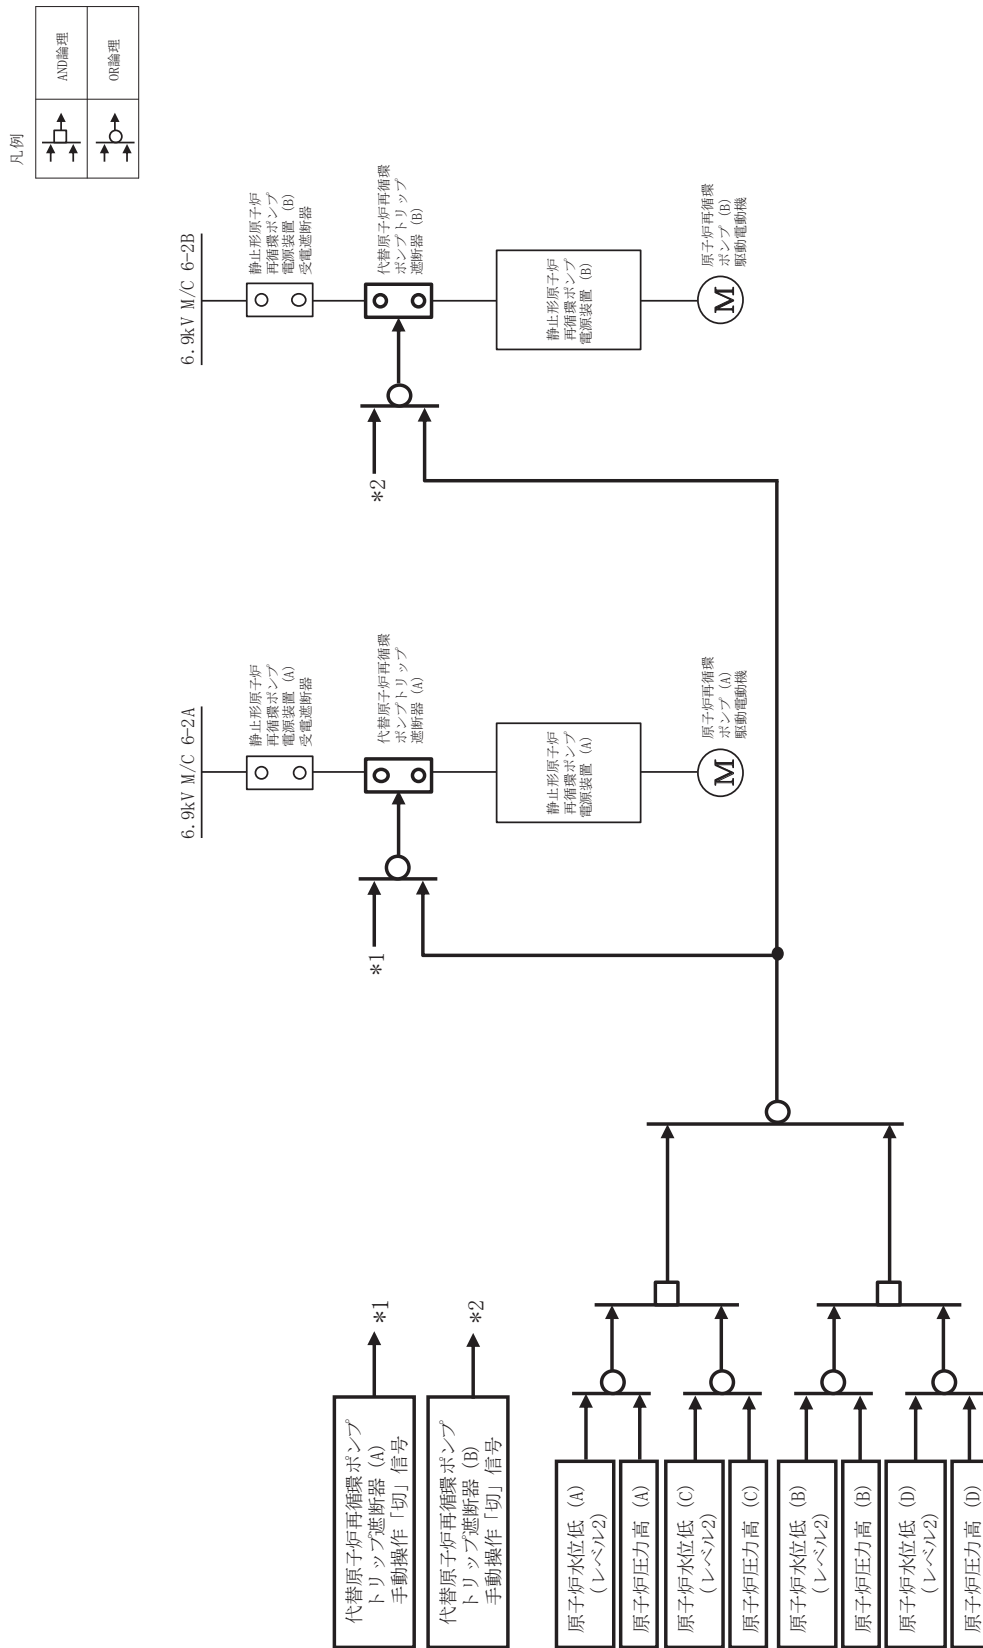 凡例
AND論理
OR論理
6.9kV M/C 6-2A
静止形原子炉
再循環ポンプ
電源装置 (A)
受電遮断器
代替原子炉再循環
ポンプトリップ
遮断器 (A)
*1
静止形原子炉
再循環ポンプ
電源装置 (A)
M
原子炉再循環
ポンプ (A)
駆動電動機
6.9kV M/C 6-2B
静止形原子炉
再循環ポンプ
電源装置 (B)
受電遮断器
代替原子炉再循環
ポンプトリップ
遮断器 (B)
*2
静止形原子炉
再循環ポンプ
電源装置 (B)
M
原子炉再循環
ポンプ (B)
駆動電動機
代替原子炉再循環ポンプ
トリップ遮断器 (A)
手動操作「切」信号
*1
代替原子炉再循環ポンプ
トリップ遮断器 (B)
手動操作「切」信号
*2
原子炉水位低 (A)
(レベル2)
原子炉圧力高 (A)
原子炉水位低 (C)
(レベル2)
原子炉圧力高 (C)
原子炉水位低 (B)
(レベル2)
原子炉圧力高 (B)
原子炉水位低 (D)
(レベル2)
原子炉圧力高 (D)